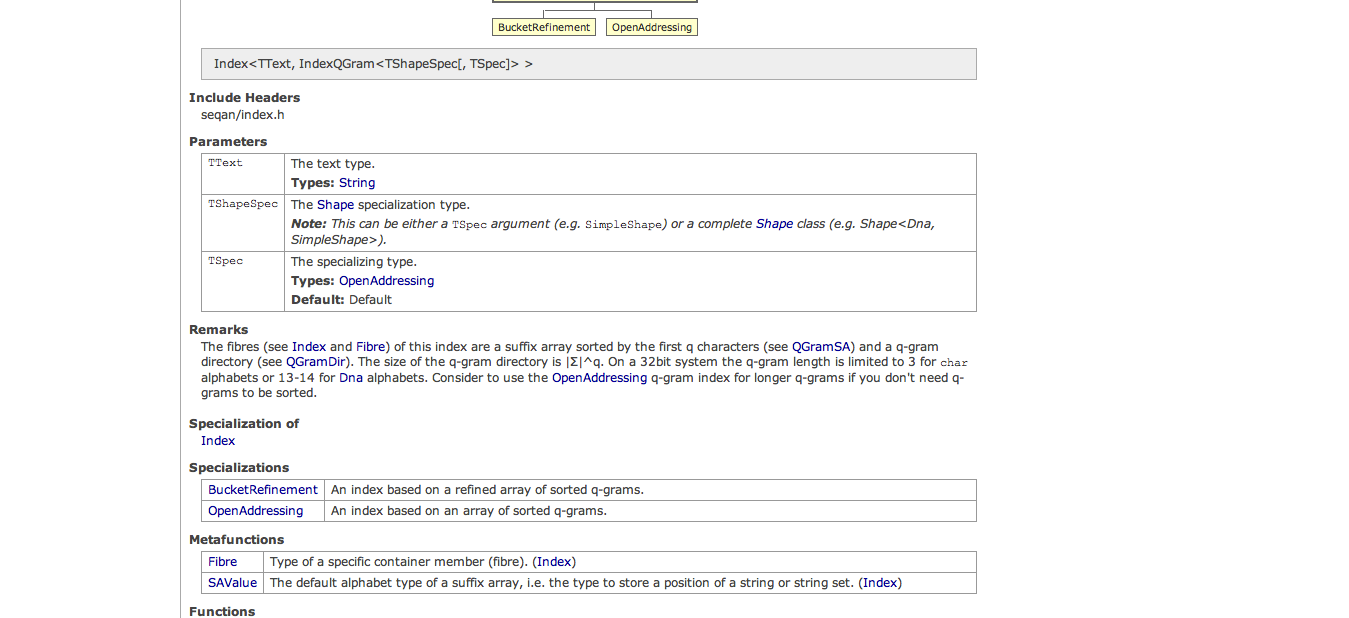 BucketRefinement OpenAddressing
Index<TText, IndexQGram<TShapeSpec[, TSpec]> >
Include Headers
seqan/index.h
Parameters
TText The text type.
Types: String
TShapeSpec The Shape specialization type.
Note: This can be either a TSpec argument (e.g. SimpleShape) or a complete Shape class (e.g. Shape<Dna,
SimpleShape>).
TSpec The specializing type.
Types: OpenAddressing
Default: Default
Remarks
The fibres (see Index and Fibre) of this index are a suffix array sorted by the first q characters (see QGramSA) and a q-gram
directory (see QGramDir). The size of the q-gram directory is |Σ|^q. On a 32bit system the q-gram length is limited to 3 for char
alphabets or 13-14 for Dna alphabets. Consider to use the OpenAddressing q-gram index for longer q-grams if you don't need q-
grams to be sorted.
Specialization of
Index
Specializations
BucketRefinement An index based on a refined array of sorted q-grams.
OpenAddressing An index based on an array of sorted q-grams.
Metafunctions
Fibre Type of a specific container member (fibre). (Index)
SAValue The default alphabet type of a suffix array, i.e. the type to store a position of a string or string set. (Index)
Functions